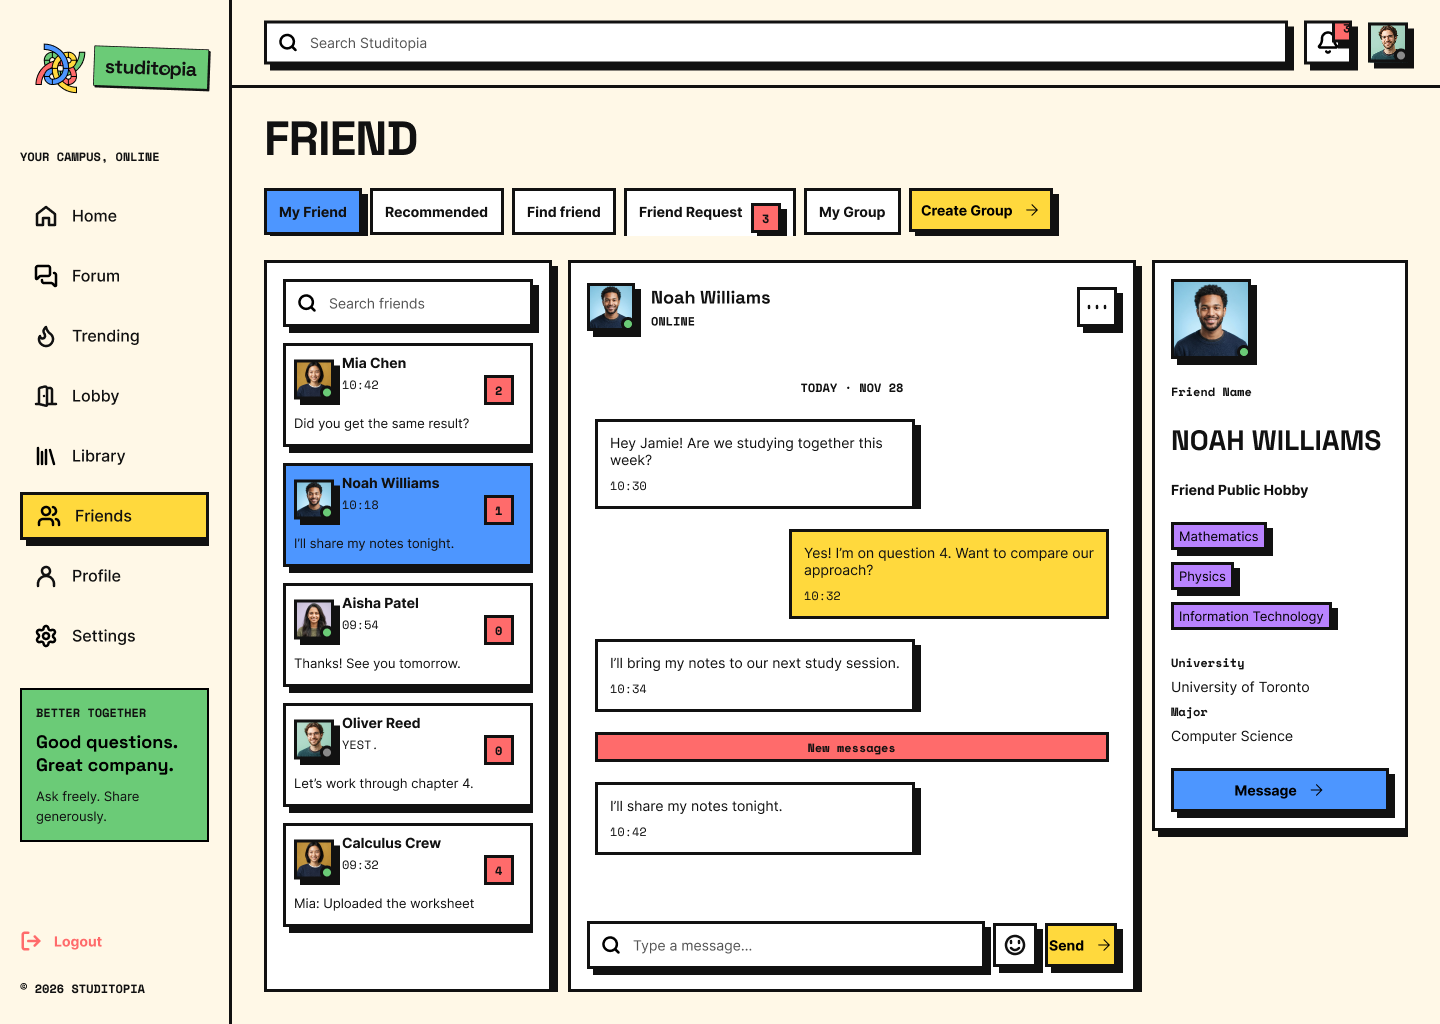 studitopia
YOUR CAMPUS, ONLINE
Home
Forum
Trending
Lobby
Library
Friends
Profile
Settings
BETTER TOGETHER
Good questions.
Great company.
Ask freely. Share
generously.
Logout
© 2026 STUDITOPIA
Search Studitopia
3
FRIEND
My Friend
Recommended
Find friend
Friend Request 3
My Group
Create Group
Search friends
Mia Chen
10:42
2
Did you get the same result?
Noah Williams
10:18
1
I'll share my notes tonight.
Aisha Patel
09:54
0
Thanks! See you tomorrow.
Oliver Reed
YEST.
0
Let's work through chapter 4.
Calculus Crew
09:32
4
Mia: Uploaded the worksheet
Noah Williams
ONLINE
TODAY · NOV 28
Hey Jamie! Are we studying together this
week?
10:30
Yes! I'm on question 4. Want to compare our
approach?
10:32
I'll bring my notes to our next study session.
10:34
New messages
I'll share my notes tonight.
10:42
Type a message...
Send
Friend Name
NOAH WILLIAMS
Friend Public Hobby
Mathematics
Physics
Information Technology
University
University of Toronto
Major
Computer Science
Message